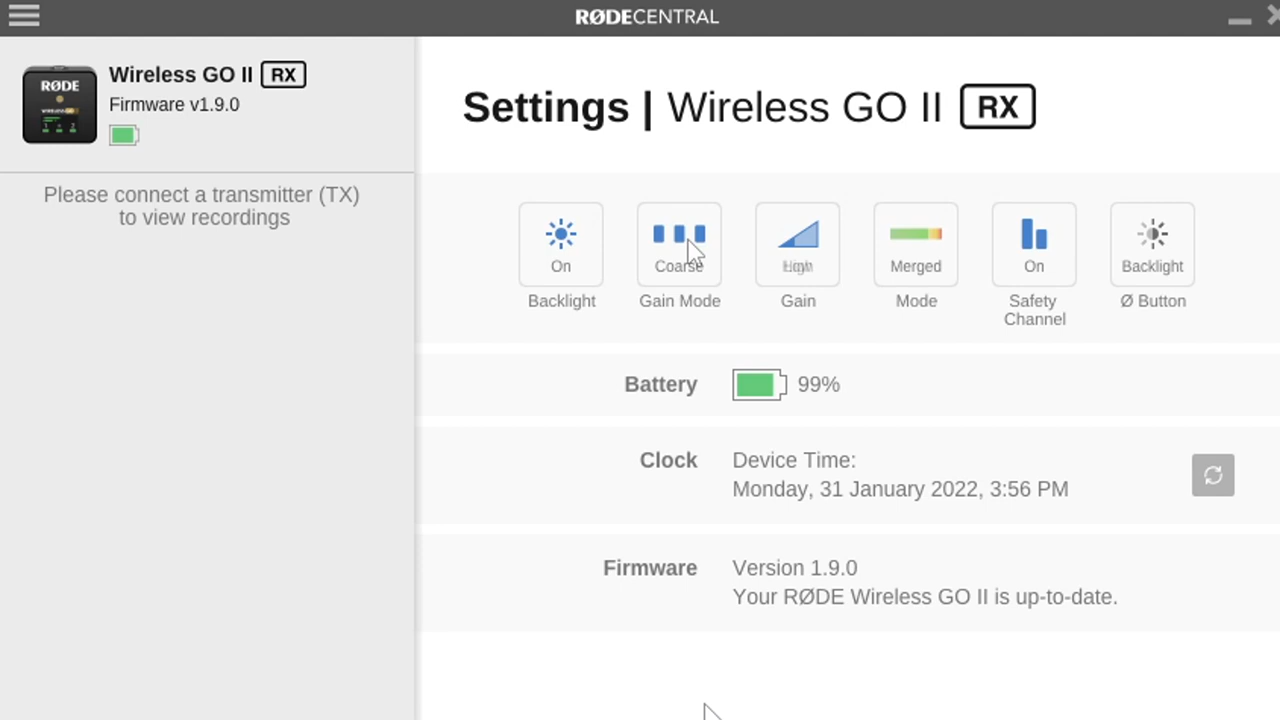 RØDECENTRAL
Wireless GO II RX
Firmware v1.9.0
Please connect a transmitter (TX)
to view recordings
Settings | Wireless GO II RX
On
Coarse
Merged
On
Backlight
Backlight
Gain Mode
Gain
Mode
Safety
Channel
Ø Button
Battery
99%
Clock
Device Time:
Monday, 31 January 2022, 3:56 PM
Firmware
Version 1.9.0
Your RØDE Wireless GO II is up-to-date.